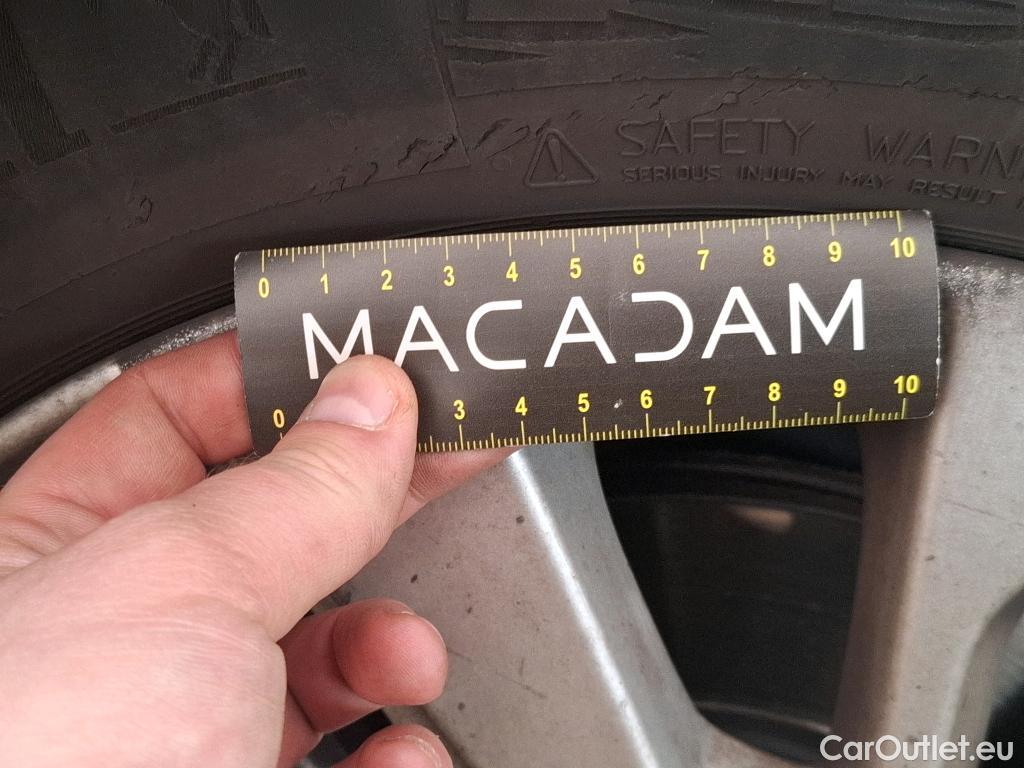 SAFETY WARN
SERIOUS INJURY MAY RESULT
0 1 2 3 4 5 6 7 8 9 10
MACADAM
0 3 4 5 6 7 8 9 10
CarOutlet.eu